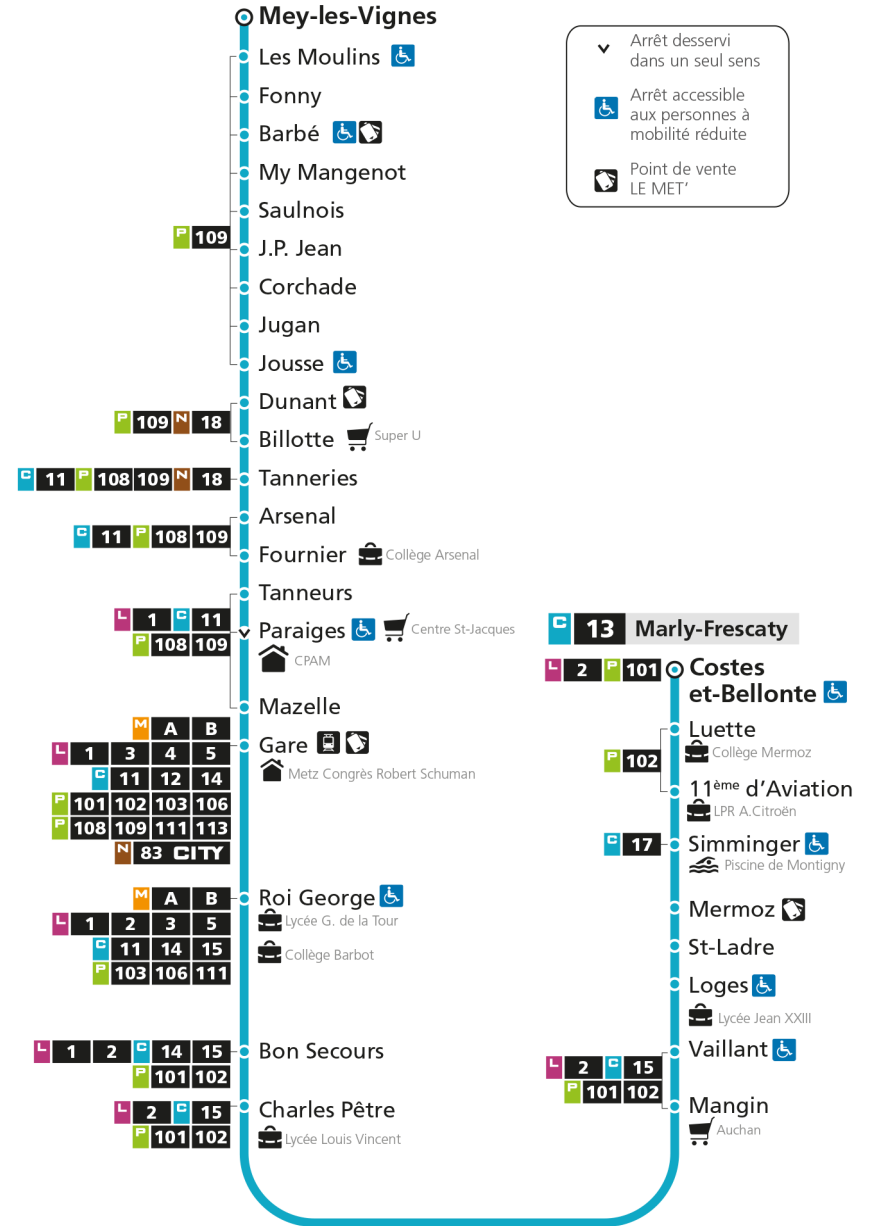 Mey-les-Vignes
Les Moulins
Fonny
Barbé
My Mangenot
Saulnois
P 109
J.P. Jean
Corchade
Jugan
Jousse
Dunant
P 109 N 18
Billotte
Super U
C 11 P 108 109 N 18
Tanneries
Arsenal
C 11 P 108 109
Fournier
Collège Arsenal
Tanneurs
L 1 C 11
P 108 109
Paraiges
Centre St-Jacques
CPAM
Mazelle
M A B
L 1 3 4 5
C 11 12 14
P 101 102 103 106
P 108 109 111 113
N 83 CITY
Gare
Metz Congrès Robert Schuman
M A B
L 1 2 3 5
C 11 14 15
P 103 106 111
Roi George
Lycée G. de la Tour
Collège Barbot
L 1 2 C 14 15
P 101 102
Bon Secours
L 2 C 15
P 101 102
Charles Pêtre
Lycée Louis Vincent
Arrêt desservi
dans un seul sens
Arrêt accessible
aux personnes à
mobilité réduite
Point de vente
LE MET'
C 13 Marly-Frescaty
L 2 P 101
Costes
et-Bellonte
Luette
Collège Mermoz
P 102
11ème d'Aviation
LPR A.Citroën
C 17
Simminger
Piscine de Montigny
Mermoz
St-Ladre
Loges
Lycée Jean XXIII
Vaillant
L 2 C 15
P 101 102
Mangin
Auchan